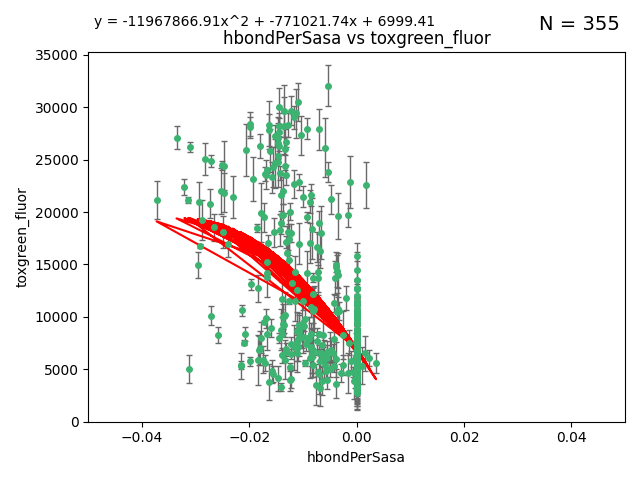 y = -11967866.91x^2 + -771021.74x + 6999.41
N = 355
hbondPerSasa vs toxgreen_fluor
35000
30000
25000
20000
15000
10000
5000
0
toxgreen_fluor
−0.04
−0.02
0.00
0.02
0.04
hbondPerSasa